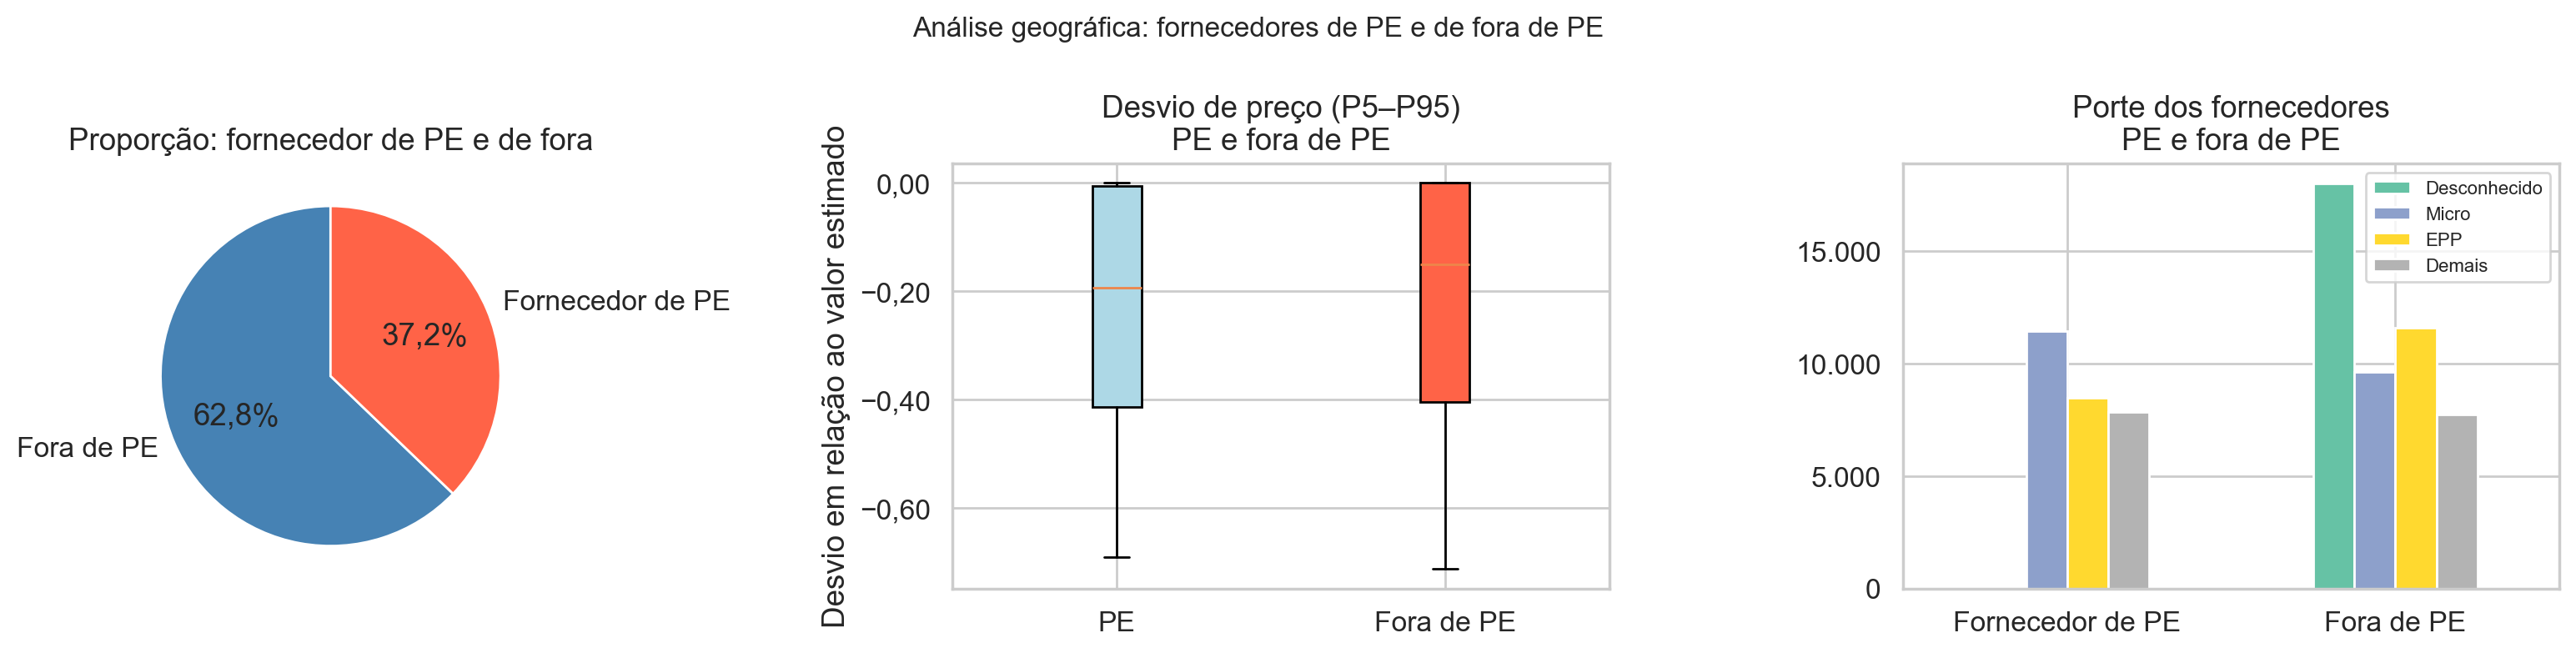 Análise geográfica: fornecedores de PE e de fora de PE
Proporção: fornecedor de PE e de fora
Fornecedor de PE
37,2%
62,8%
Fora de PE
Desvio de preço (P5–P95)
PE e fora de PE
Desvio em relação ao valor estimado
0,00
−0,20
−0,40
−0,60
PE
Fora de PE
Porte dos fornecedores
PE e fora de PE
15.000
10.000
5.000
0
Desconhecido
Micro
EPP
Demais
Fornecedor de PE
Fora de PE